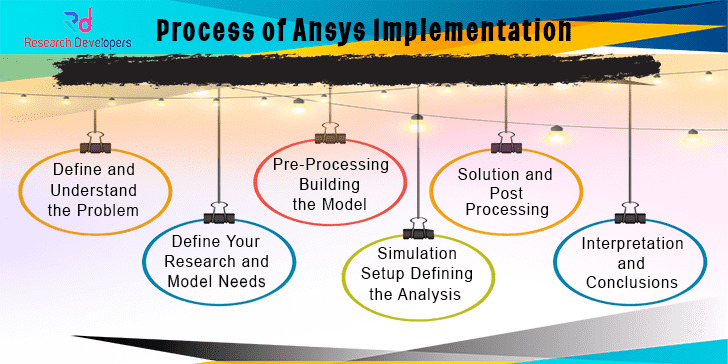 Rd
Research Developers
Process of Ansys Implementation
Define and
Understand
the Problem
Define Your
Research and
Model Needs
Pre-Processing
Building
the Model
Simulation
Setup Defining
the Analysis
Solution and
Post
Processing
Interpretation
and
Conclusions